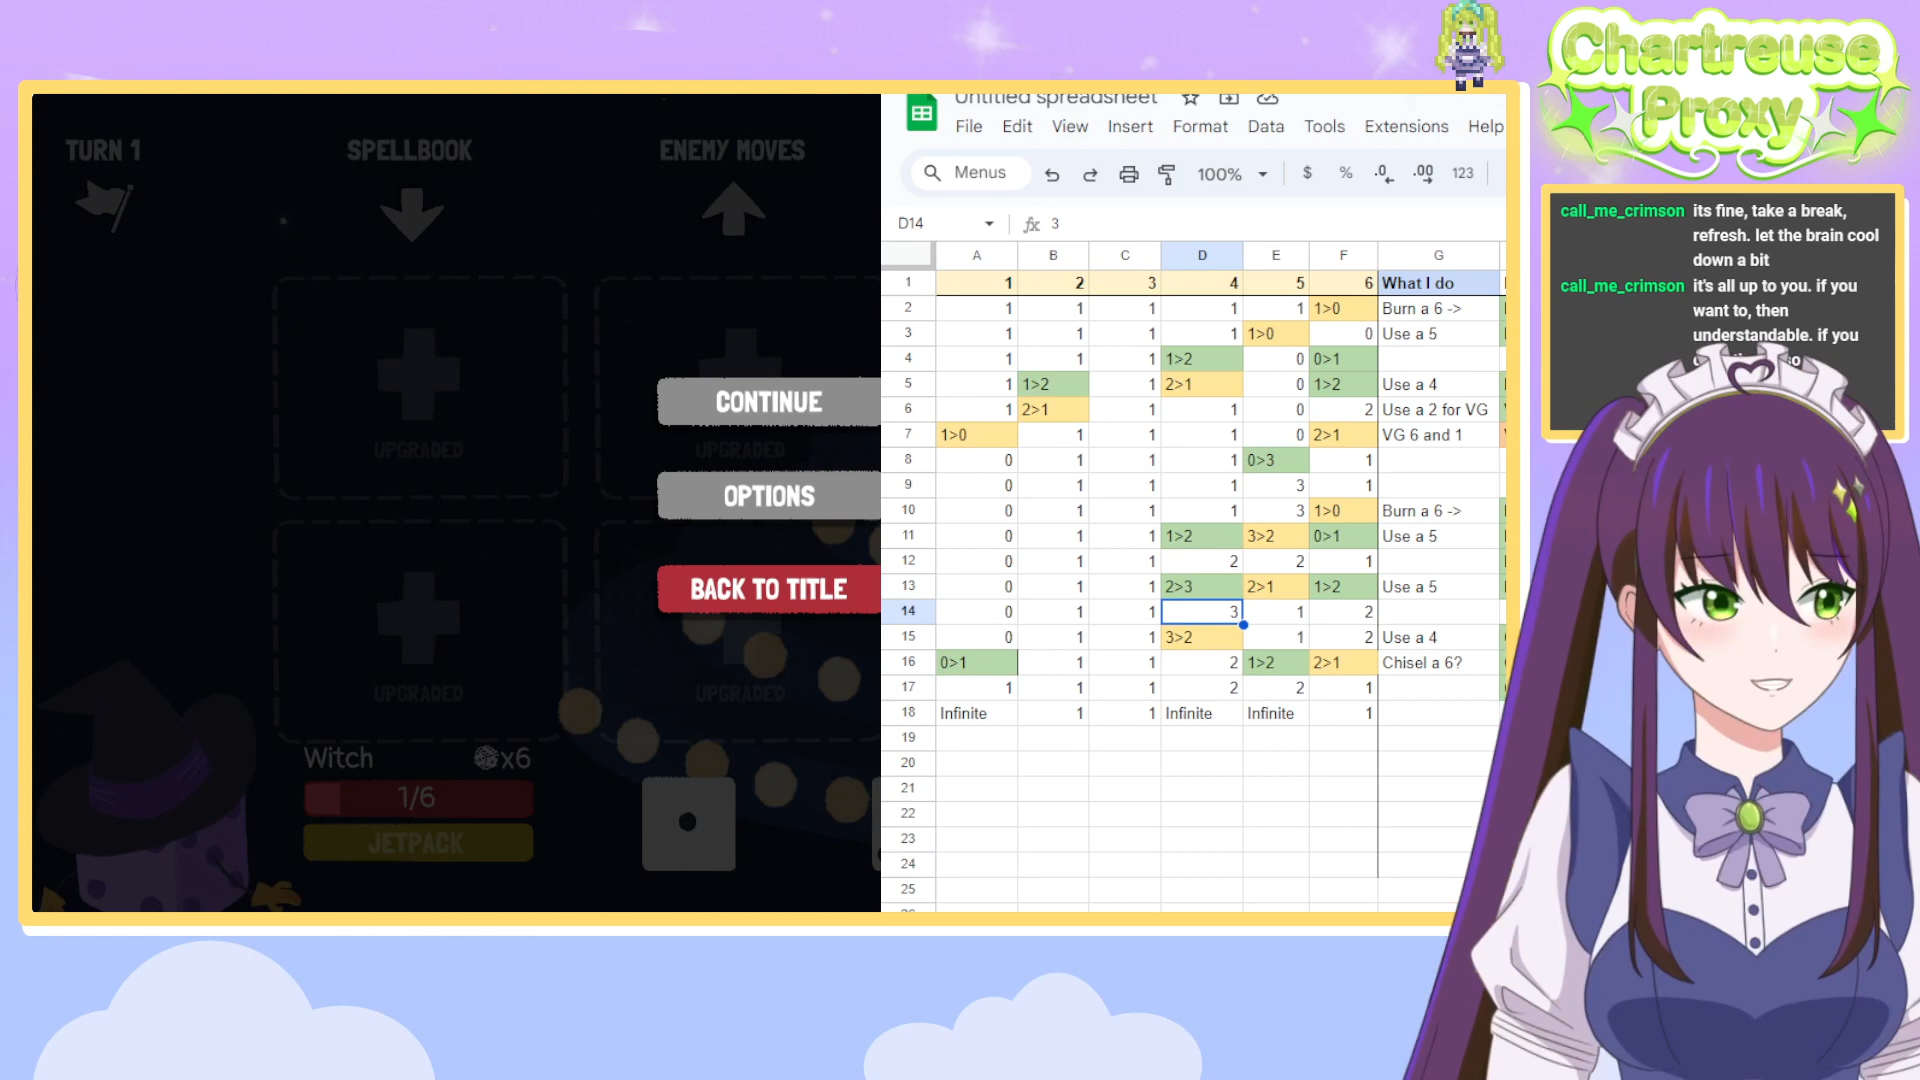 Chartreuse
Proxy
TURN 1
SPELLBOOK
ENEMY MOVES
UPGRADED
UPGRADED
UPGRADED
UPGRADED
CONTINUE
OPTIONS
BACK TO TITLE
Witch
x6
1/6
JETPACK
Untitled spreadsheet
File Edit View Insert Format Data Tools Extensions Help
Menus 100% $ % .0 .00 123
D14 fx 3
A B C D E F G
1 1 2 3 4 5 6 What I do
2 1 1 1 1 1 1>0 Burn a 6 ->
3 1 1 1 1 1>0 0 Use a 5
4 1 1 1 1>2 0 0>1
5 1 1>2 1 2>1 0 1>2 Use a 4
6 1 2>1 1 1 0 2 Use a 2 for VG
7 1>0 1 1 1 0 2>1 VG 6 and 1
8 0 1 1 1 0>3 1
9 0 1 1 1 3 1
10 0 1 1 1 3 1>0 Burn a 6 ->
11 0 1 1 1>2 3>2 0>1 Use a 5
12 0 1 1 2 2 1
13 0 1 1 2>3 2>1 1>2 Use a 5
14 0 1 1 3 1 2
15 0 1 1 3>2 1 2 Use a 4
16 0>1 1 1 2 1>2 2>1 Chisel a 6?
17 1 1 1 2 2 1
18 Infinite 1 1 Infinite Infinite 1
19
20
21
22
23
24
25
call_me_crimson its fine, take a break,
refresh. let the brain cool
down a bit
call_me_crimson it's all up to you. if you
want to, then
understandable. if you